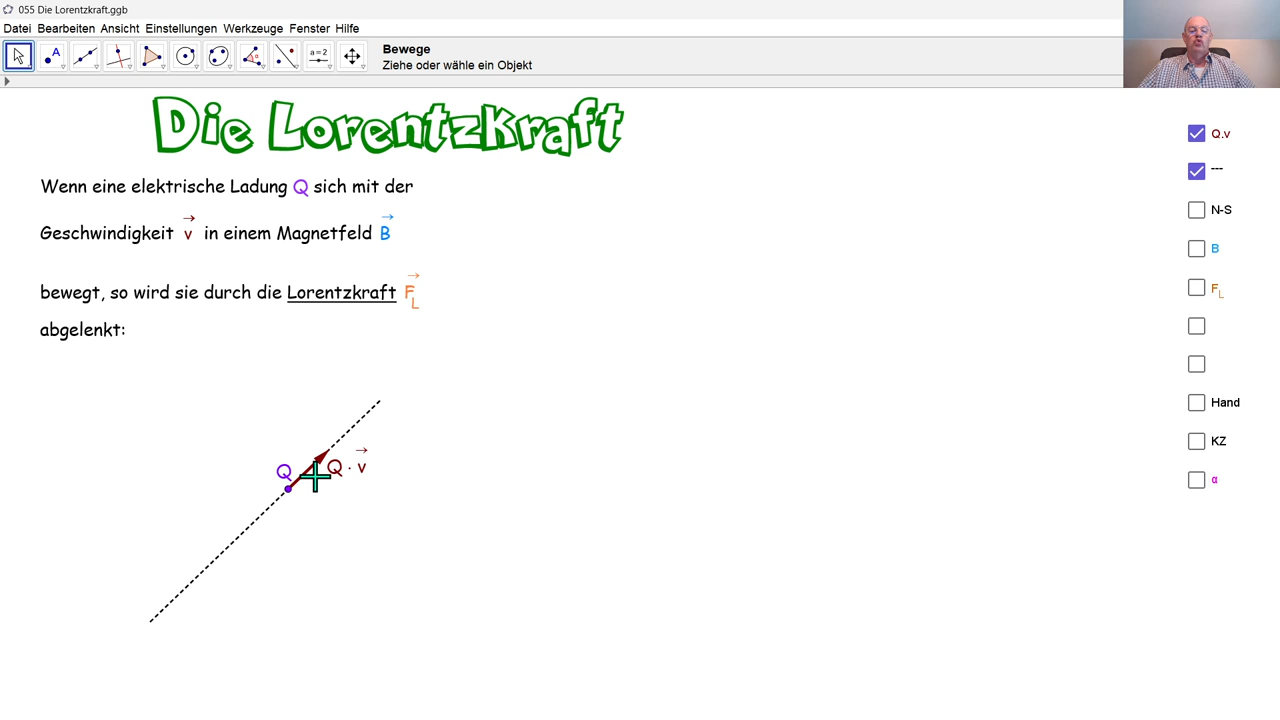 055 Die Lorentzkraft.ggb
Datei Bearbeiten Ansicht Einstellungen Werkzeuge Fenster Hilfe
A
α
a=2
Bewege
Ziehe oder wähle ein Objekt
Die Lorentzkraft
Wenn eine elektrische Ladung Q sich mit der
Geschwindigkeit v⃗ in einem Magnetfeld B⃗
bewegt, so wird sie durch die Lorentzkraft F⃗_L
abgelenkt:
Q
Q · v⃗
Q.v
---
N-S
B
F_L
Hand
KZ
α